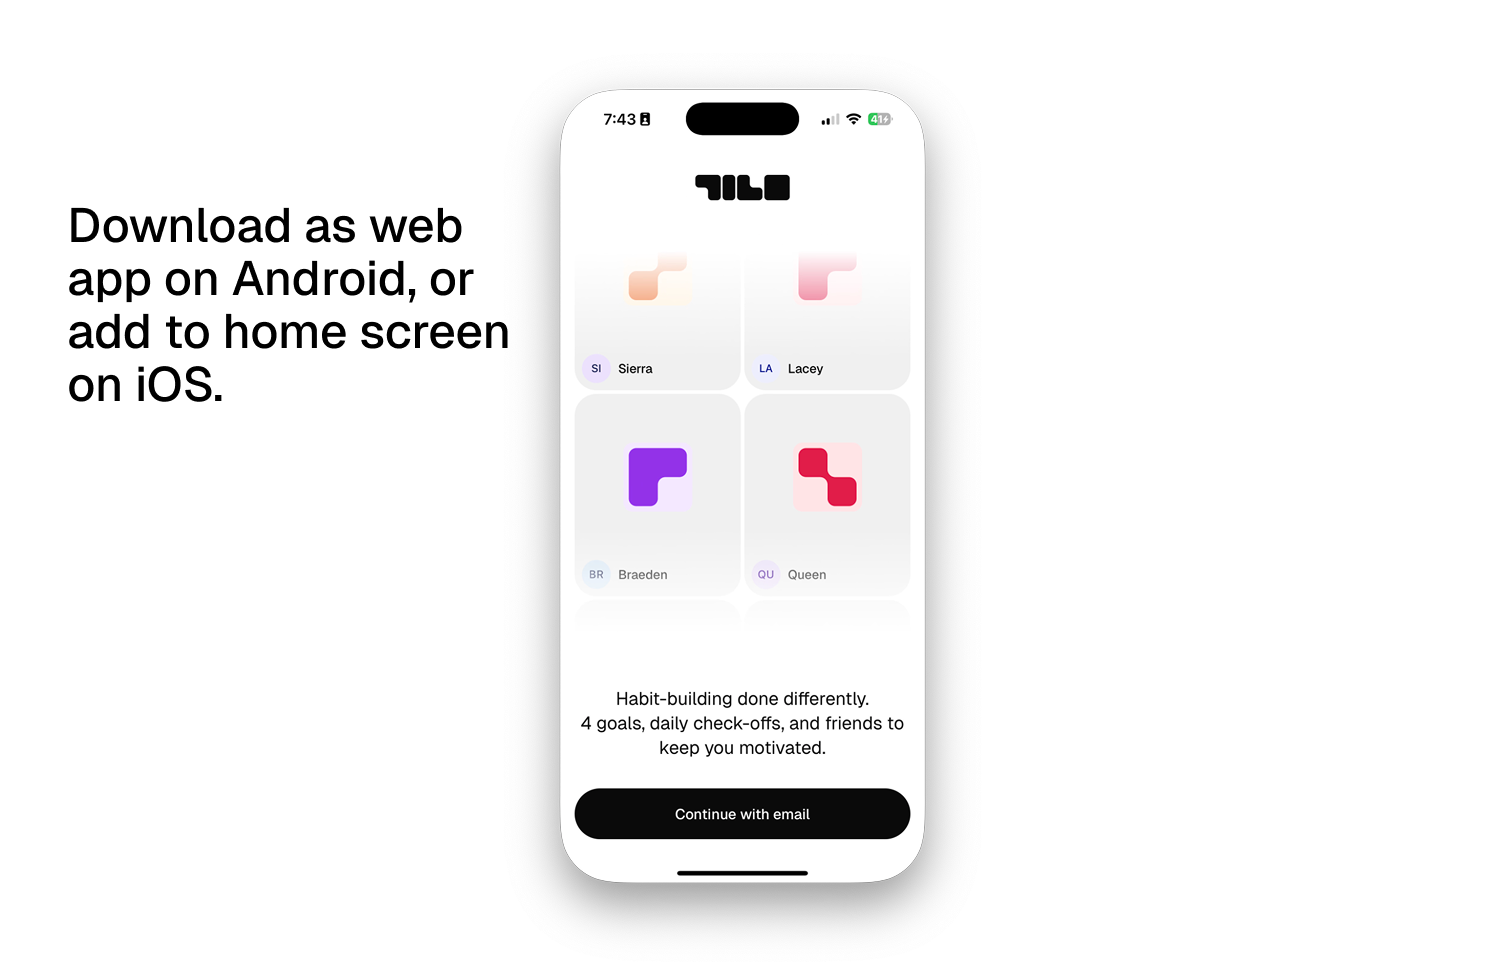 Download as web
app on Android, or
add to home screen
on iOS.
7:43
41
TILO
SI Sierra
LA Lacey
BR Braeden
QU Queen
Habit-building done differently.
4 goals, daily check-offs, and friends to
keep you motivated.
Continue with email